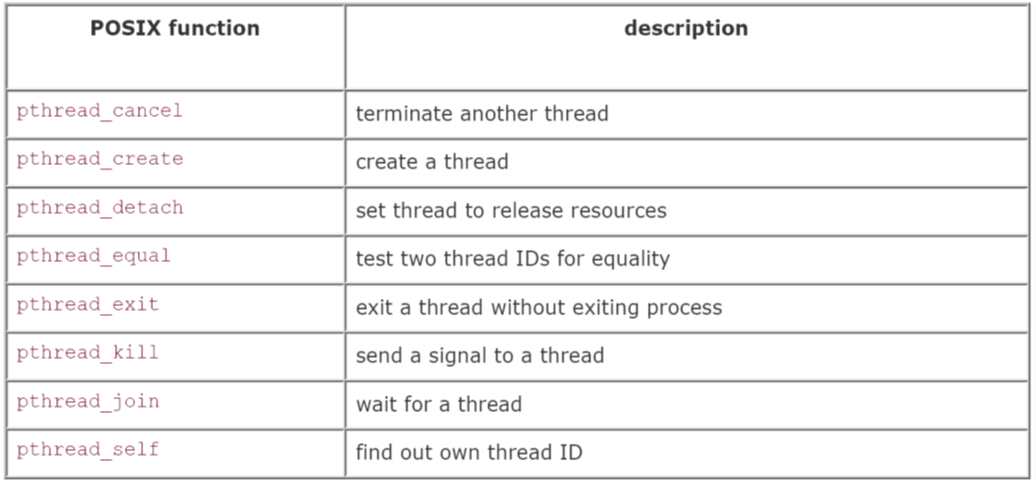 POSIX function description
pthread_cancel terminate another thread
pthread_create create a thread
pthread_detach set thread to release resources
pthread_equal test two thread IDs for equality
pthread_exit exit a thread without exiting process
pthread_kill send a signal to a thread
pthread_join wait for a thread
pthread_self find out own thread ID